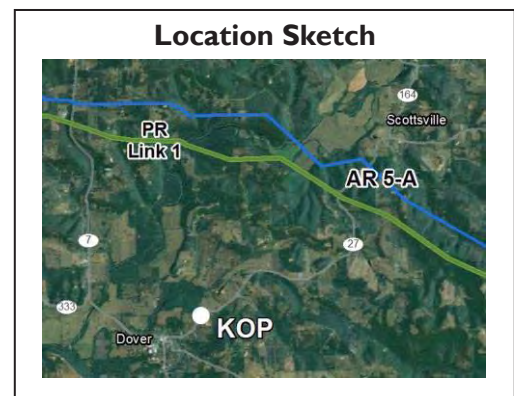 Location Sketch
164
Scottsville
PR
Link 1
AR 5-A
7
27
333
KOP
Dover